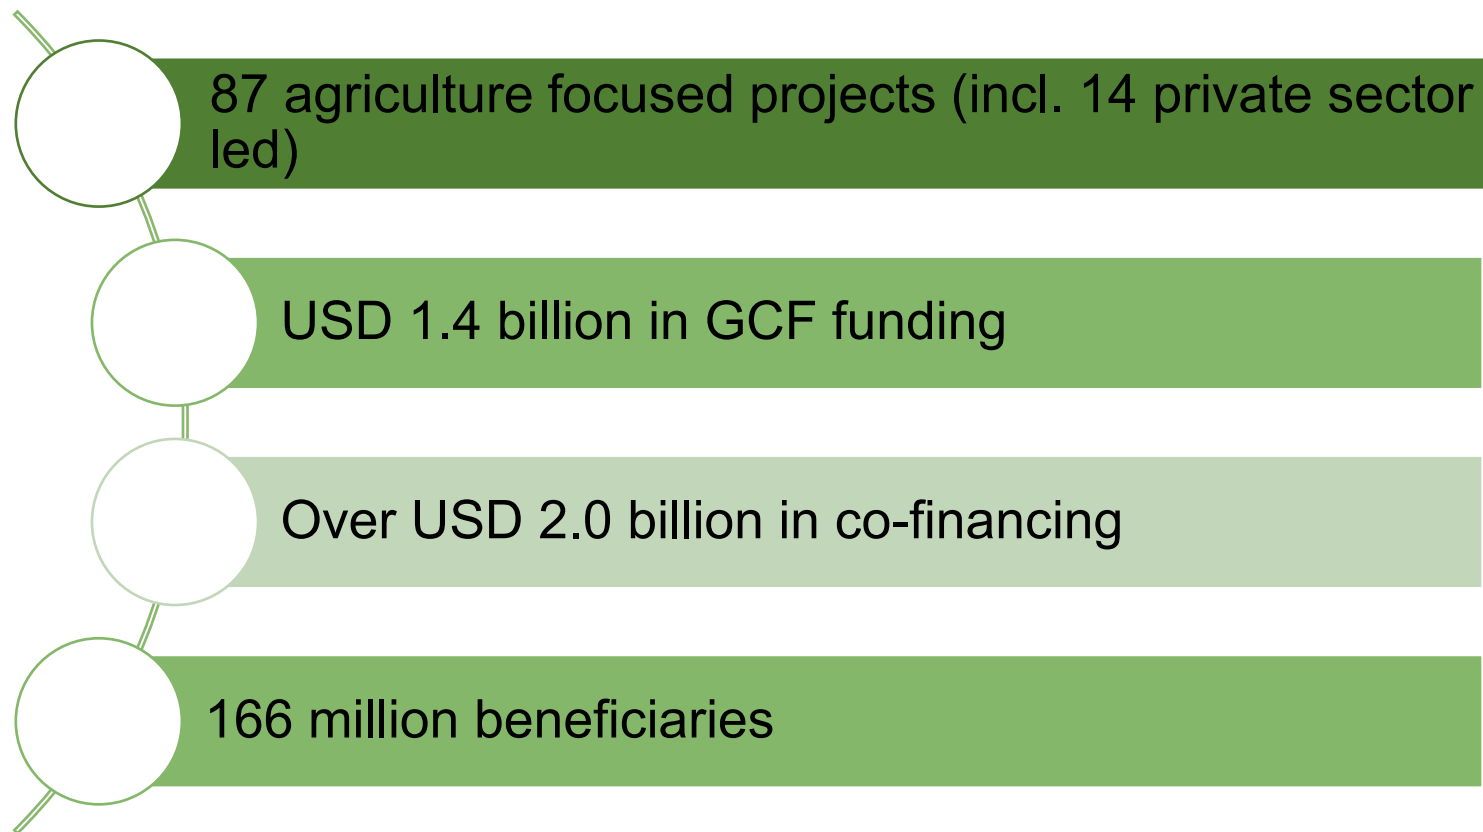 87 agriculture focused projects (incl. 14 private sector
led)
USD 1.4 billion in GCF funding
Over USD 2.0 billion in co-financing
166 million beneficiaries